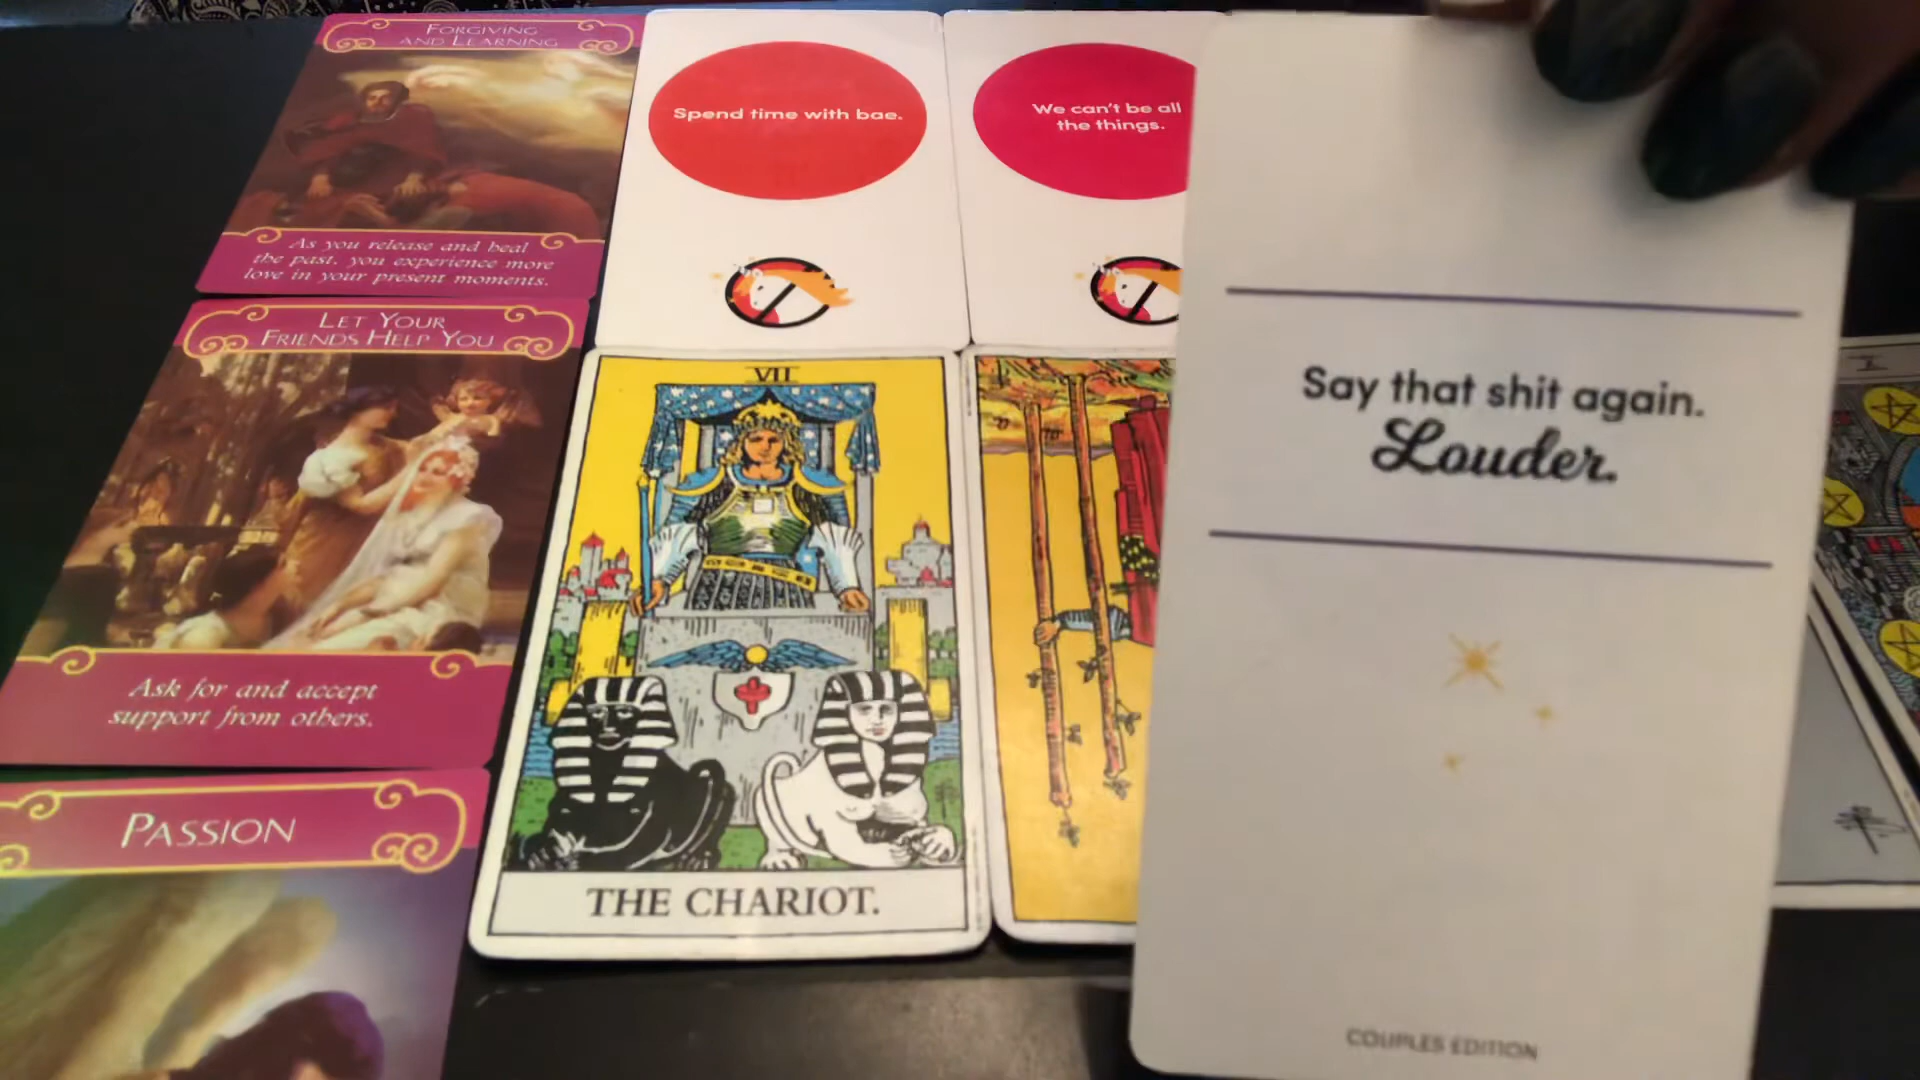 FORGIVING
AND LEARNING
As you release and heal
the past, you experience more
love in your present moments.
LET YOUR
FRIENDS HELP YOU
Ask for and accept
support from others.
PASSION
Spend time with bae.
We can't be all
the things.
VII
THE CHARIOT.
Say that shit again.
Louder.
COUPLES EDITION
X